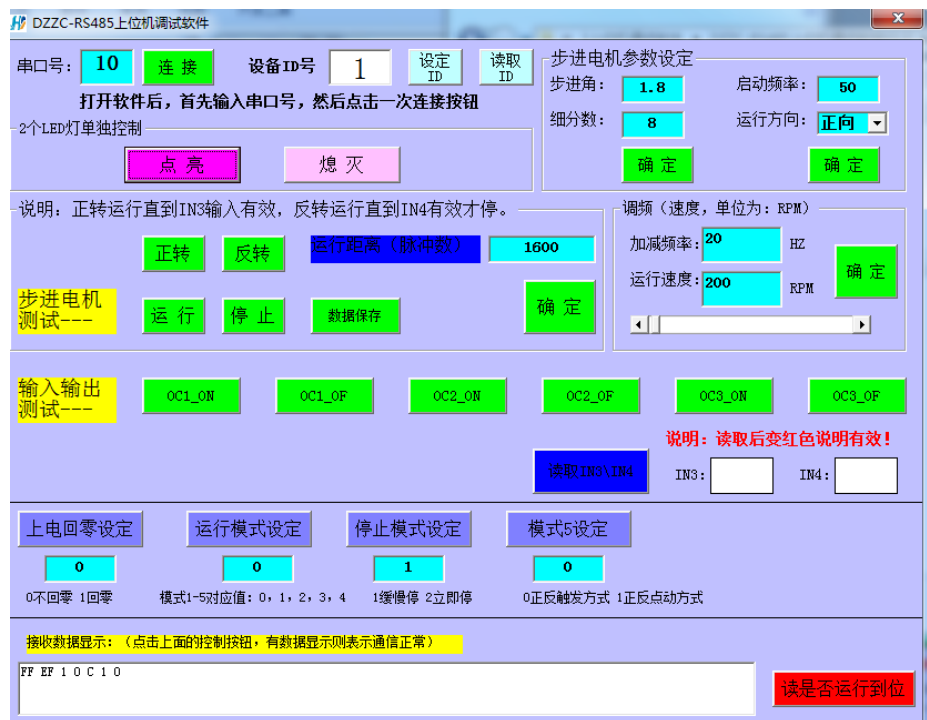 DZZC-RS485上位机调试软件
串口号: 10 连 接 设备ID号 1 设定ID 读取ID
打开软件后，首先输入串口号，然后点击一次连接按钮
步进电机参数设定
步进角: 1.8 启动频率: 50
细分数: 8 运行方向: 正向
确 定 确 定
2个LED灯单独控制
点 亮 熄 灭
说明: 正转运行直到IN3输入有效, 反转运行直到IN4有效才停。
正转 反转 运行距离（脉冲数） 1600
步进电机
测试---
运 行 停 止 数据保存 确 定
调频（速度, 单位为: RPM）
加减频率: 20 HZ
运行速度: 200 RPM
确 定
输入输出
测试---
OC1_ON OC1_OF OC2_ON OC2_OF OC3_ON OC3_OF
说明: 读取后变红色说明有效!
读取IN3\IN4 IN3: IN4:
上电回零设定 运行模式设定 停止模式设定 模式5设定
0 0 1 0
0不回零 1回零 模式1-5对应值: 0, 1, 2, 3, 4 1缓慢停 2立即停 0正反触发方式 1正反点动方式
接收数据显示: （点击上面的控制按钮, 有数据显示则表示通信正常）
FF EF 1 0 C 1 0
读是否运行到位